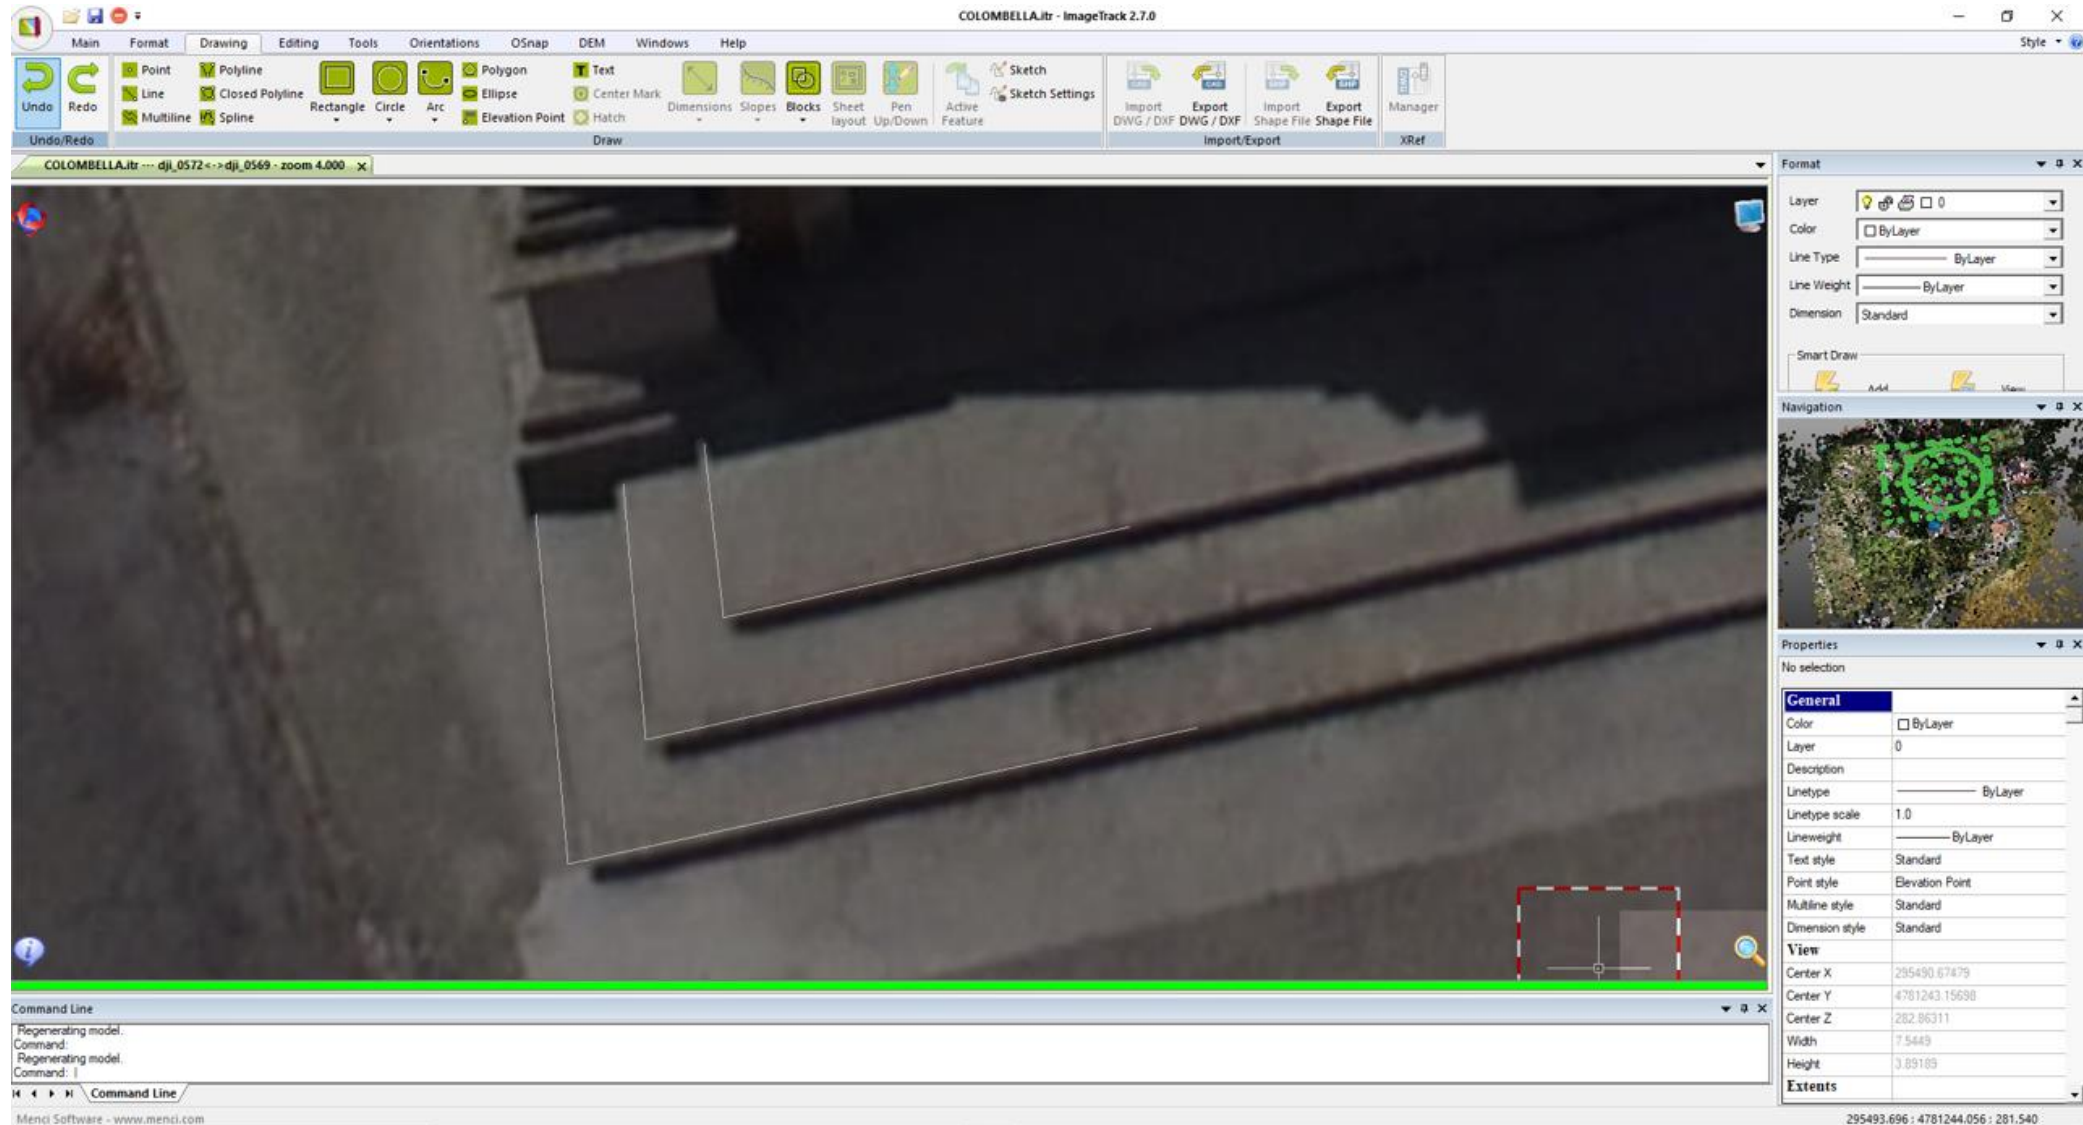 COLOMBELLA.itr - ImageTrack 2.7.0
Main Format Drawing Editing Tools Orientations OSnap DEM Windows Help Style
Undo Redo
Point
Line
Multiline
Polyline
Closed Polyline
Spline
Rectangle Circle Arc
Polygon
Ellipse
Elevation Point
Text
Center Mark
Hatch
Dimensions Slopes Blocks
Sheet layout
Pen Up/Down
Active Feature
Sketch
Sketch Settings
Import DWG / DXF
Export DWG / DXF
Import Shape File
Export Shape File
Manager
Undo/Redo Draw Import/Export XRef
COLOMBELLA.itr --- dji_0572<->dji_0569 - zoom 4.000 x
Format
Layer 0
Color ByLayer
Line Type ByLayer
Line Weight ByLayer
Dimension Standard
Smart Draw
Add View
Navigation
Properties
No selection
General
Color ByLayer
Layer 0
Description
Linetype ByLayer
Linetype scale 1.0
Lineweight ByLayer
Text style Standard
Point style Elevation Point
Multiline style Standard
Dimension style Standard
View
Center X 295490.67479
Center Y 4781243.15698
Center Z 282.86311
Width 7.5449
Height 3.89189
Extents
Command Line
Regenerating model.
Command:
Regenerating model.
Command:
Command Line
Menci Software - www.menci.com
295493.696 : 4781244.056 : 281.540